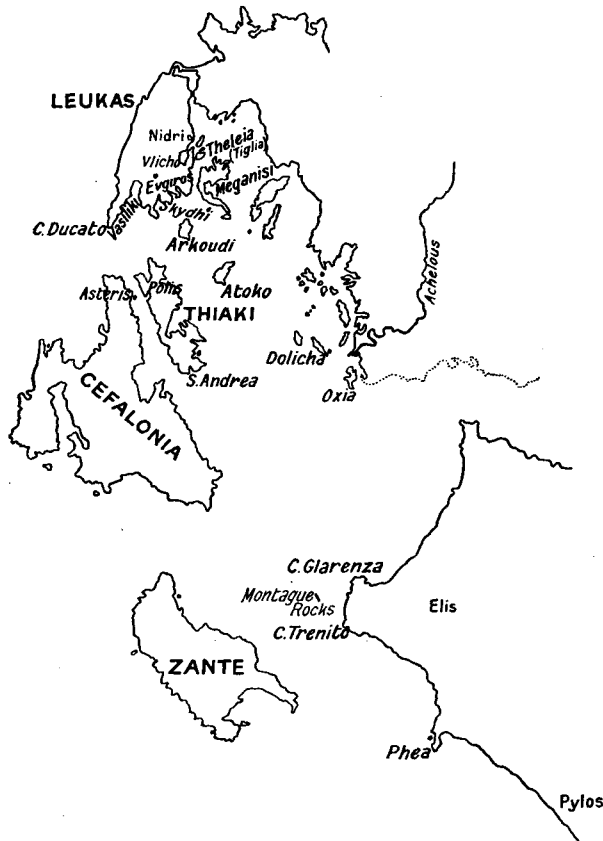 LEUKAS
Nidri
Theleia
(Tiglia)
Vlicho
Evgiros
Meganisi
Vasiliki
Kydhi
C. Ducato
Arkoudi
Achelous
Asteris
Polis
Atoko
THIAKI
Dolicha
S. Andrea
Oxia
CEFALONIA
C. Glarenza
Montague
Rocks
Elis
C. Trenito
ZANTE
Phea
Pylos